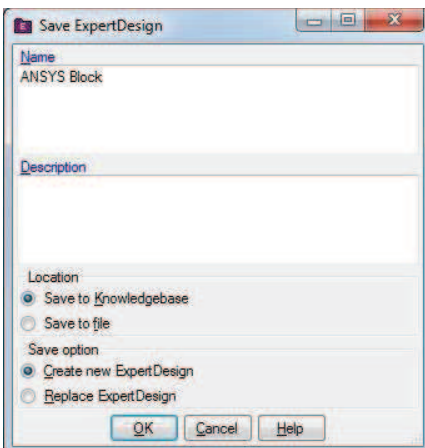 Save ExpertDesign
Name
ANSYS Block
Description
Location
Save to Knowledgebase
Save to file
Save option
Create new ExpertDesign
Replace ExpertDesign
OK Cancel Help